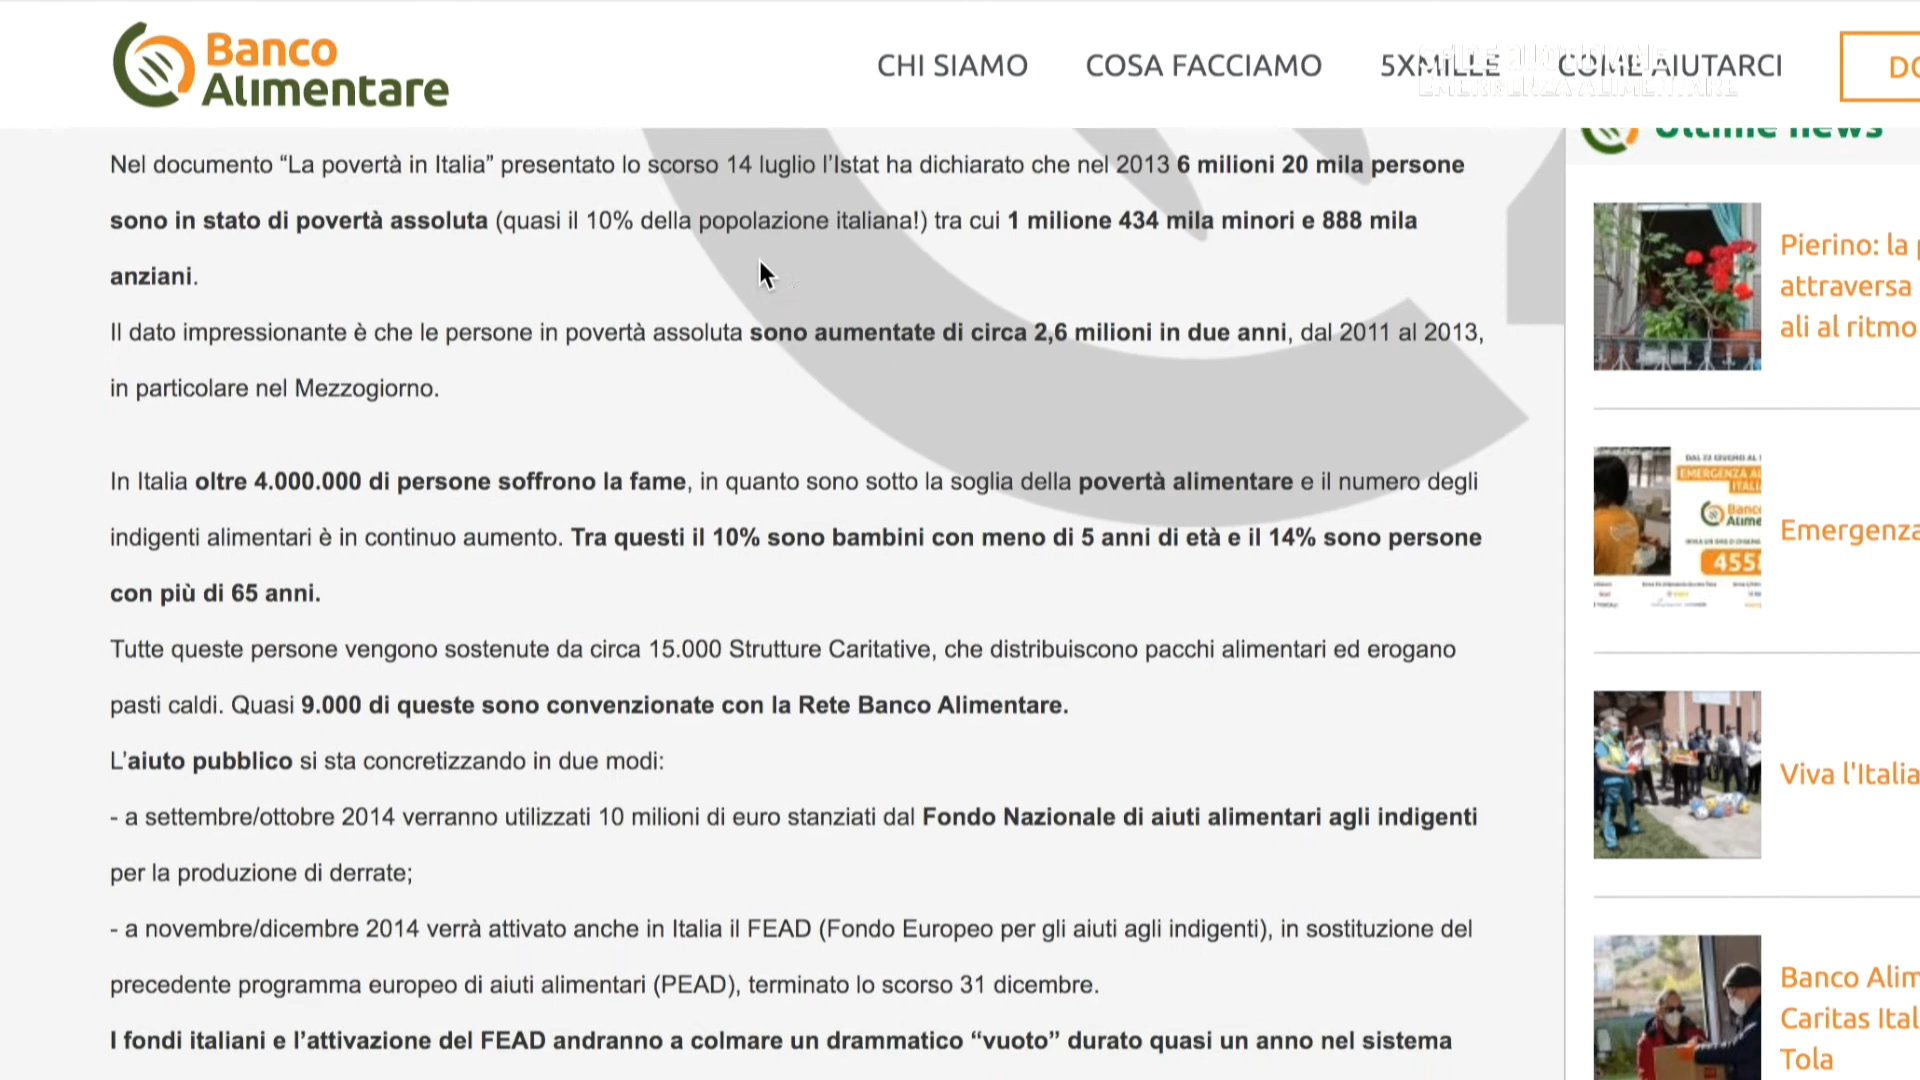 Banco
Alimentare
CHI SIAMO
COSA FACCIAMO
5XMILLE
COME AIUTARCI
SFIDE QUOTIDIANE
EMERGENZA ALIMENTARE
Nel documento “La povertà in Italia” presentato lo scorso 14 luglio l’Istat ha dichiarato che nel 2013 6 milioni 20 mila persone
sono in stato di povertà assoluta (quasi il 10% della popolazione italiana!) tra cui 1 milione 434 mila minori e 888 mila
anziani.
Il dato impressionante è che le persone in povertà assoluta sono aumentate di circa 2,6 milioni in due anni, dal 2011 al 2013,
in particolare nel Mezzogiorno.
In Italia oltre 4.000.000 di persone soffrono la fame, in quanto sono sotto la soglia della povertà alimentare e il numero degli
indigenti alimentari è in continuo aumento. Tra questi il 10% sono bambini con meno di 5 anni di età e il 14% sono persone
con più di 65 anni.
Tutte queste persone vengono sostenute da circa 15.000 Strutture Caritative, che distribuiscono pacchi alimentari ed erogano
pasti caldi. Quasi 9.000 di queste sono convenzionate con la Rete Banco Alimentare.
L’aiuto pubblico si sta concretizzando in due modi:
- a settembre/ottobre 2014 verranno utilizzati 10 milioni di euro stanziati dal Fondo Nazionale di aiuti alimentari agli indigenti
per la produzione di derrate;
- a novembre/dicembre 2014 verrà attivato anche in Italia il FEAD (Fondo Europeo per gli aiuti agli indigenti), in sostituzione del
precedente programma europeo di aiuti alimentari (PEAD), terminato lo scorso 31 dicembre.
I fondi italiani e l’attivazione del FEAD andranno a colmare un drammatico “vuoto” durato quasi un anno nel sistema
Ultime news
Pierino: la
attraversa
ali al ritmo
Emergenza
Viva l'Italia
Banco Alim
Caritas Ital
Tola